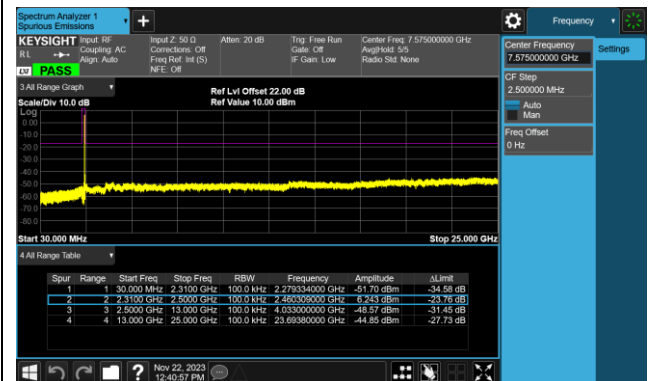 Spectrum Analyzer 1
Spurious Emissions
Frequency
KEYSIGHT
RL
PASS
Input: RF
Coupling: AC
Align: Auto
Input Z: 50 Ω
Corrections: Off
Freq Ref: Int (S)
NFE: Off
Atten: 20 dB
Trig: Free Run
Gate: Off
IF Gain: Low
Center Freq: 7.575000000 GHz
Avg|Hold: 5/5
Radio Std: None
Center Frequency
7.575000000 GHz
Settings
CF Step
2.500000 MHz
Auto
Man
Freq Offset
0 Hz
3 All Range Graph
Scale/Div 10.0 dB
Ref Lvl Offset 22.00 dB
Ref Value 10.00 dBm
Log
0.00
-10.0
-20.0
-30.0
-40.0
-50.0
-60.0
-70.0
-80.0
Start 30.000 MHz
Stop 25.000 GHz
4 All Range Table
Spur Range Start Freq Stop Freq RBW Frequency Amplitude ΔLimit
1 1 30.000 MHz 2.3100 GHz 100.0 kHz 2.279334000 GHz -51.70 dBm -34.58 dB
2 2 2.3100 GHz 2.5000 GHz 100.0 kHz 2.460309000 GHz 6.243 dBm -23.76 dB
3 3 2.5000 GHz 13.000 GHz 100.0 kHz 4.033000000 GHz -48.57 dBm -31.45 dB
4 4 13.000 GHz 25.000 GHz 100.0 kHz 23.69380000 GHz -44.85 dBm -27.73 dB
?
Nov 22, 2023
12:40:57 PM